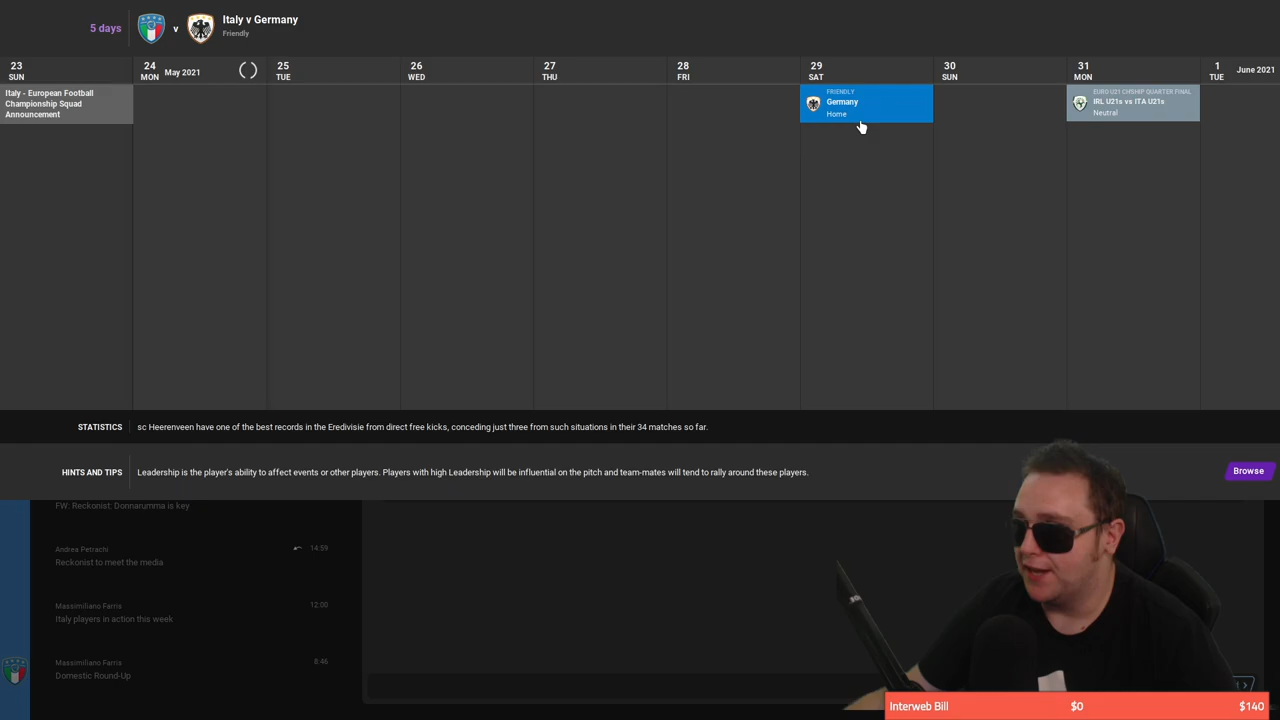 5 days
v
Italy v Germany
Friendly
23
SUN
24
MON
May 2021
25
TUE
26
WED
27
THU
28
FRI
29
SAT
30
SUN
31
MON
1
TUE
June 2021
Italy - European Football
Championship Squad
Announcement
FRIENDLY
Germany
Home
EURO U21 CHSHIP QUARTER FINAL
IRL U21s vs ITA U21s
Neutral
STATISTICS
sc Heerenveen have one of the best records in the Eredivisie from direct free kicks, conceding just three from such situations in their 34 matches so far.
HINTS AND TIPS
Leadership is the player's ability to affect events or other players. Players with high Leadership will be influential on the pitch and team-mates will tend to rally around these players.
Browse
FW: Reckonist: Donnarumma is key
Andrea Petrachi
14:59
Reckonist to meet the media
Massimiliano Farris
12:00
Italy players in action this week
Massimiliano Farris
8:46
Domestic Round-Up
Interweb Bill
$0
$140